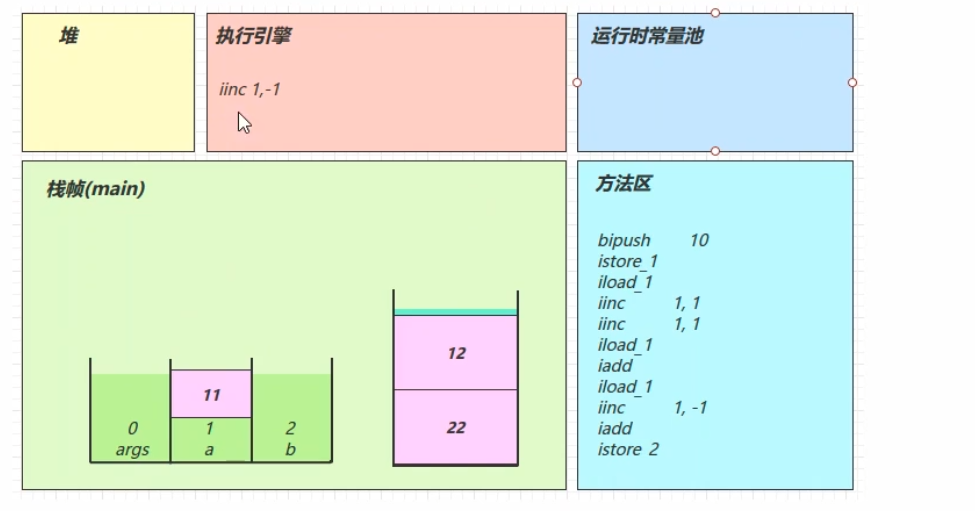 堆
执行引擎
iinc 1,-1
运行时常量池
栈帧(main)
12
22
11
0 1 2
args a b
方法区
bipush 10
istore_1
iload_1
iinc 1, 1
iinc 1, 1
iload_1
iadd
iload_1
iinc 1, -1
iadd
istore 2